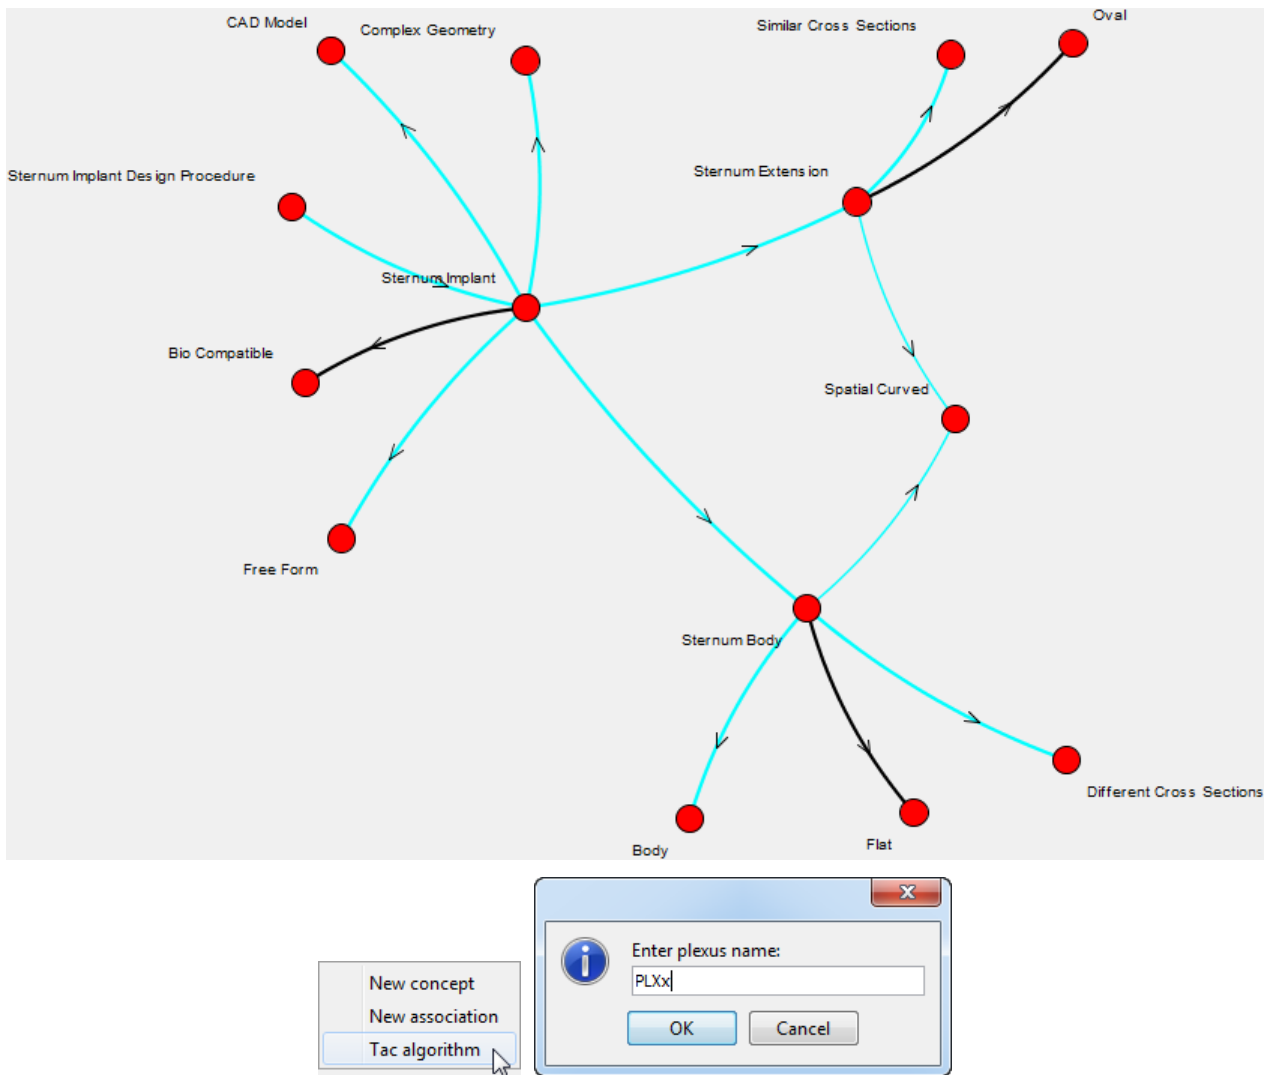 CAD Model
Complex Geometry
Similar Cross Sections
Oval
Sternum Implant Design Procedure
Sternum Extension
Sternum Implant
Bio Compatible
Spatial Curved
Free Form
Sternum Body
Different Cross Sections
Body
Flat
Enter plexus name:
PLXx
OK
Cancel
New concept
New association
Tac algorithm